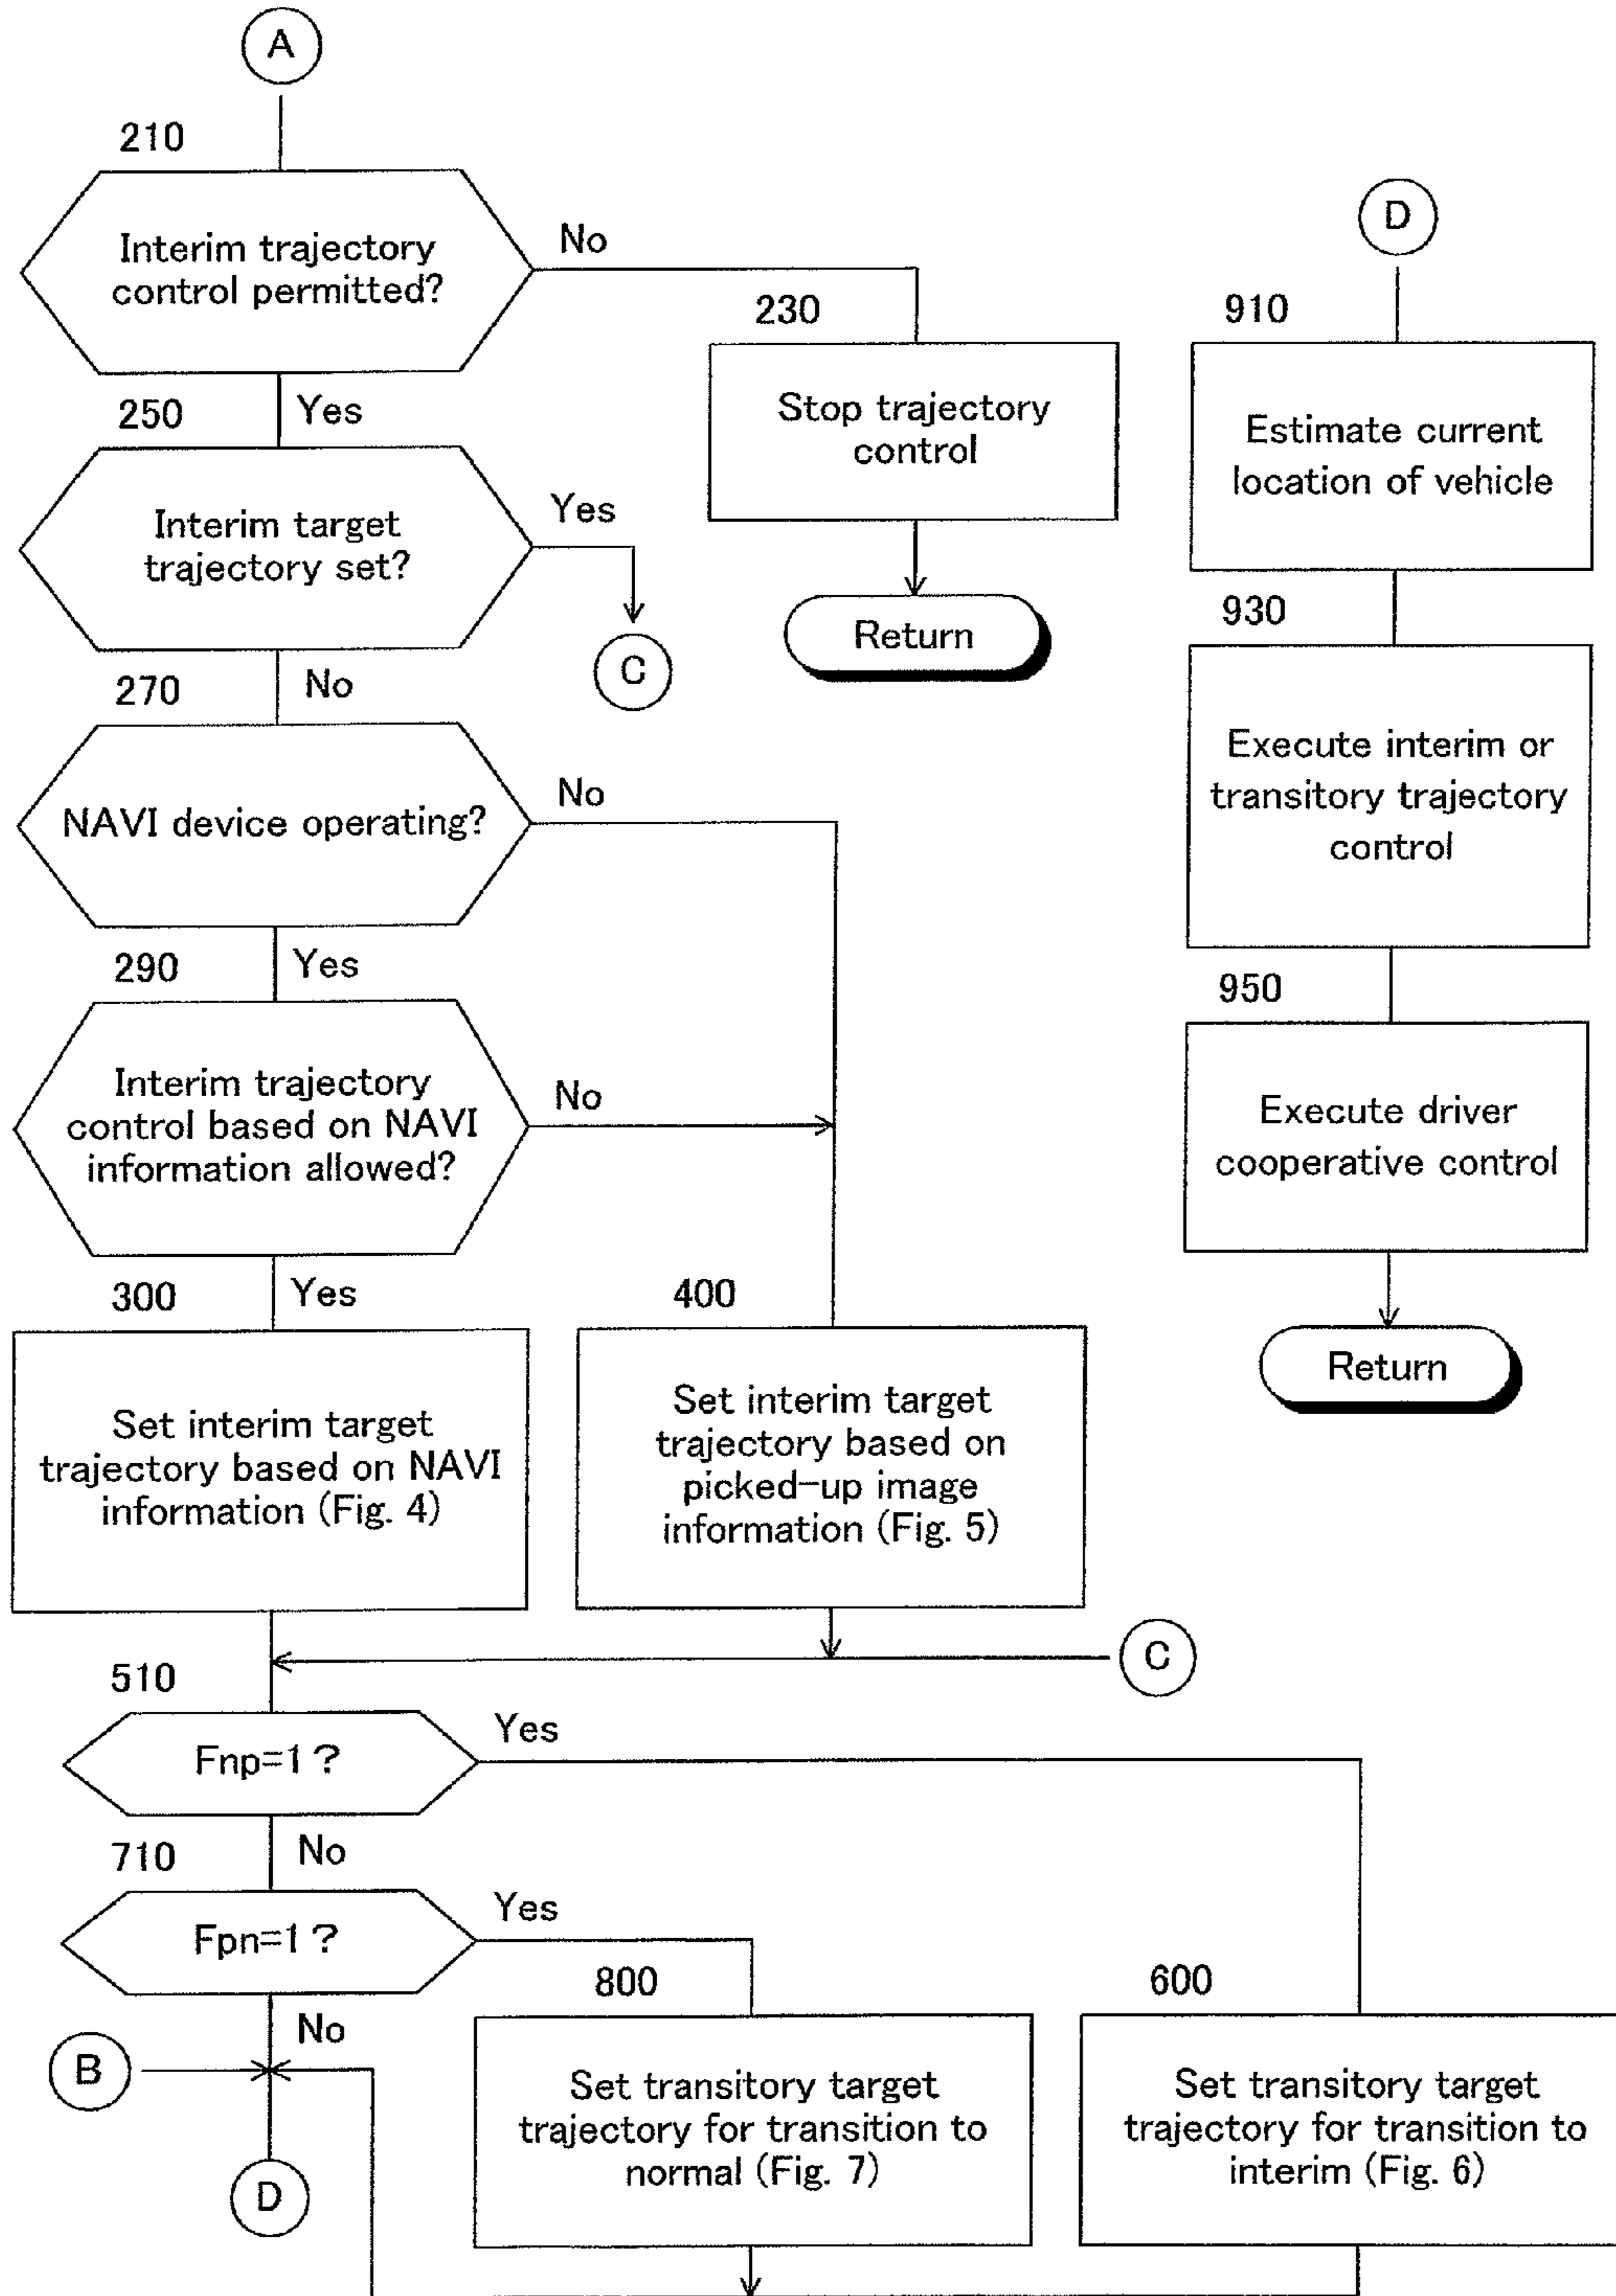 A
210
Interim trajectory
control permitted?
No
Yes
230
Stop trajectory
control
Return
250
Interim target
trajectory set?
Yes
C
No
270
NAVI device operating?
No
Yes
290
Interim trajectory
control based on NAVI
information allowed?
No
Yes
300
Set interim target
trajectory based on NAVI
information (Fig. 4)
400
Set interim target
trajectory based on
picked-up image
information (Fig. 5)
C
510
Fnp=1?
Yes
No
710
Fpn=1?
Yes
No
800
Set transitory target
trajectory for transition to
normal (Fig. 7)
600
Set transitory target
trajectory for transition to
interim (Fig. 6)
B
D
D
910
Estimate current
location of vehicle
930
Execute interim or
transitory trajectory
control
950
Execute driver
cooperative control
Return